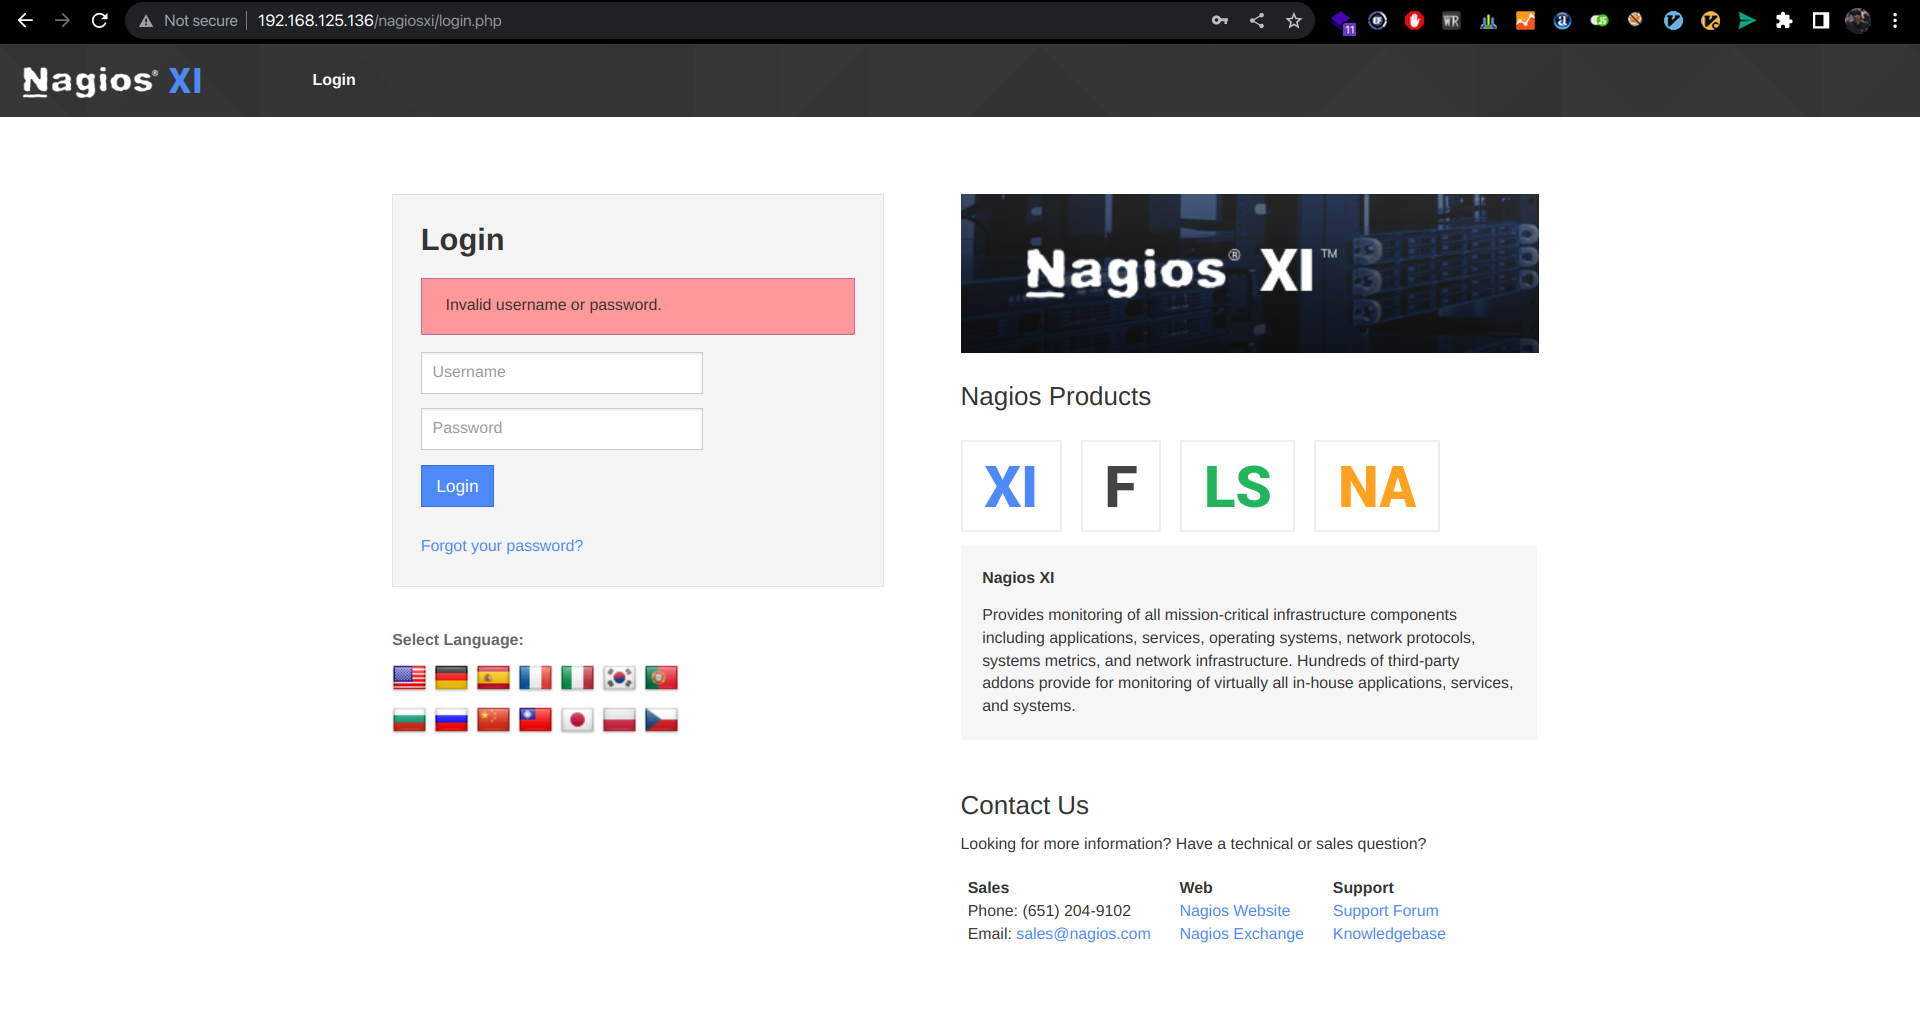 Not secure
192.168.125.136/nagiosxi/login.php
11
WR
JS
Nagios® XI
Login
Login
Invalid username or password.
Username
Password
Login
Forgot your password?
Select Language:
Nagios® XI™
Nagios Products
XI
F
LS
NA
Nagios XI
Provides monitoring of all mission-critical infrastructure components
including applications, services, operating systems, network protocols,
systems metrics, and network infrastructure. Hundreds of third-party
addons provide for monitoring of virtually all in-house applications, services,
and systems.
Contact Us
Looking for more information? Have a technical or sales question?
Sales
Phone: (651) 204-9102
Email: sales@nagios.com
Web
Nagios Website
Nagios Exchange
Support
Support Forum
Knowledgebase